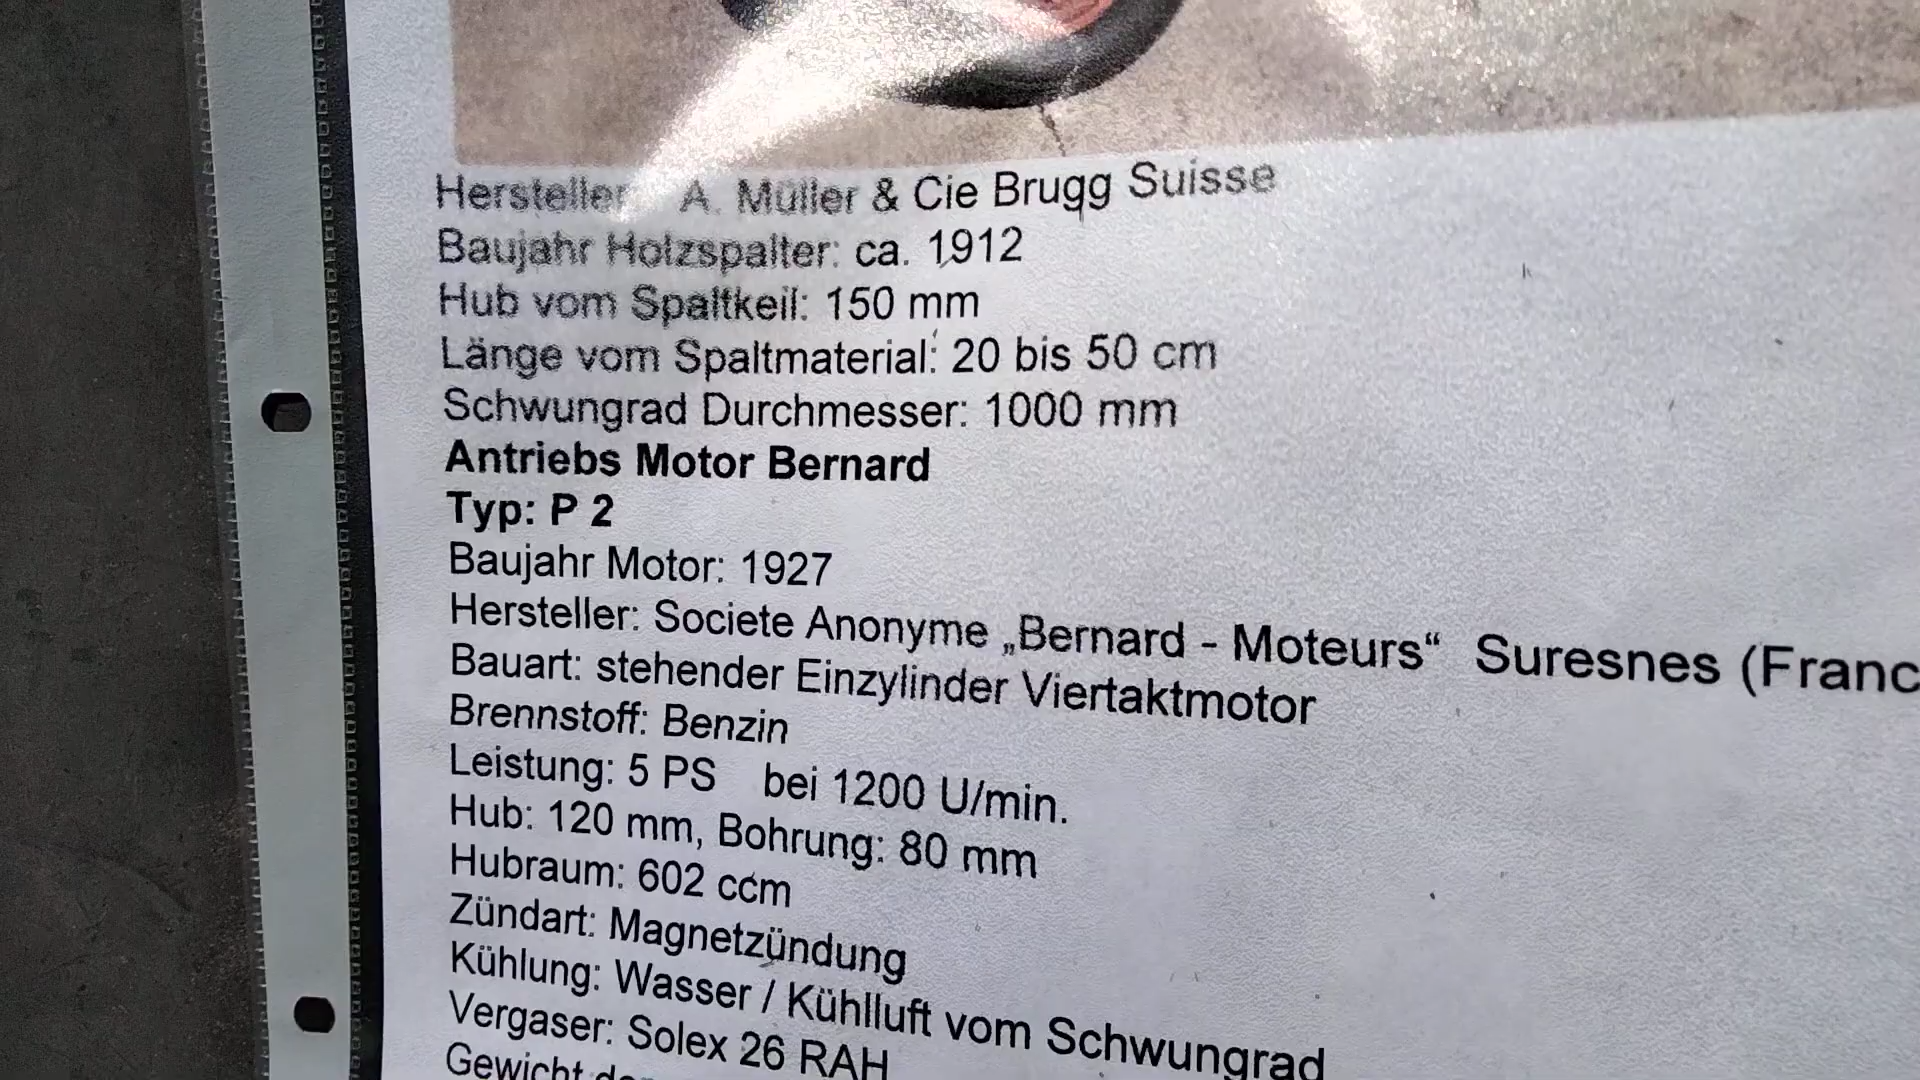 Hersteller A. Müller & Cie Brugg Suisse
Baujahr Holzspalter: ca. 1912
Hub vom Spaltkeil: 150 mm
Länge vom Spaltmaterial: 20 bis 50 cm
Schwungrad Durchmesser: 1000 mm
Antriebs Motor Bernard
Typ: P 2
Baujahr Motor: 1927
Hersteller: Societe Anonyme „Bernard - Moteurs“ Suresnes (Franc
Bauart: stehender Einzylinder Viertaktmotor
Brennstoff: Benzin
Leistung: 5 PS bei 1200 U/min.
Hub: 120 mm, Bohrung: 80 mm
Hubraum: 602 ccm
Zündart: Magnetzündung
Kühlung: Wasser / Kühlluft vom Schwungrad
Vergaser: Solex 26 RAH
Gewicht